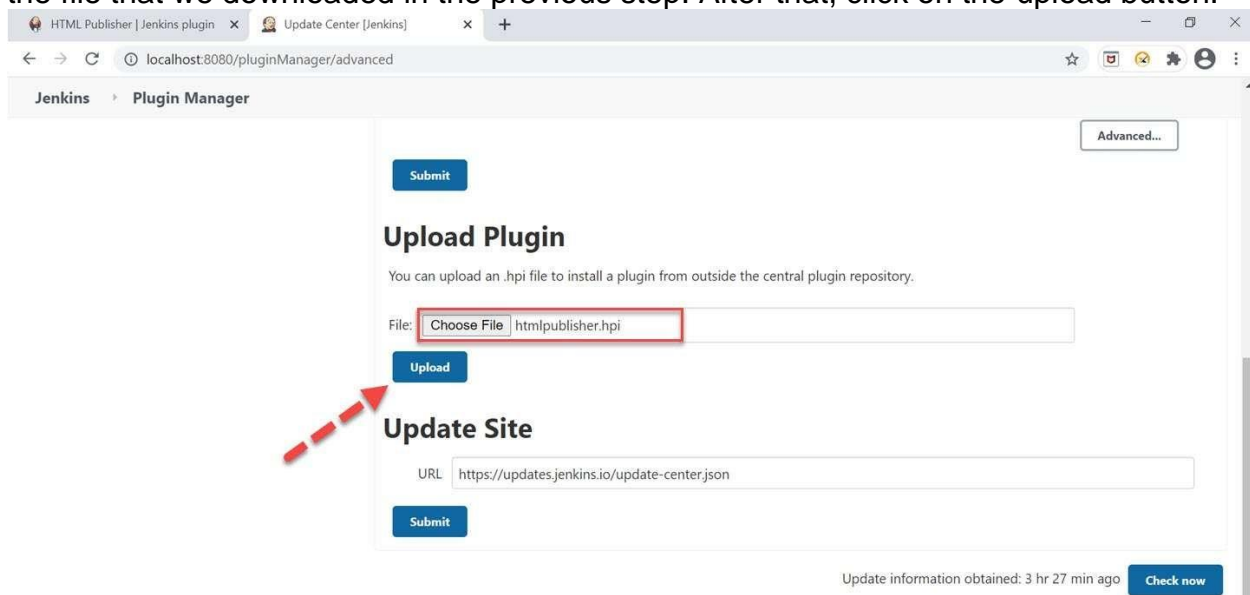 the file that we downloaded in the previous step. After that, click on the upload button.
HTML Publisher | Jenkins plugin
Update Center [Jenkins]
localhost:8080/pluginManager/advanced
Jenkins Plugin Manager
Advanced...
Submit
Upload Plugin
You can upload an .hpi file to install a plugin from outside the central plugin repository.
File: Choose File htmlpublisher.hpi
Upload
Update Site
URL https://updates.jenkins.io/update-center.json
Submit
Update information obtained: 3 hr 27 min ago Check now